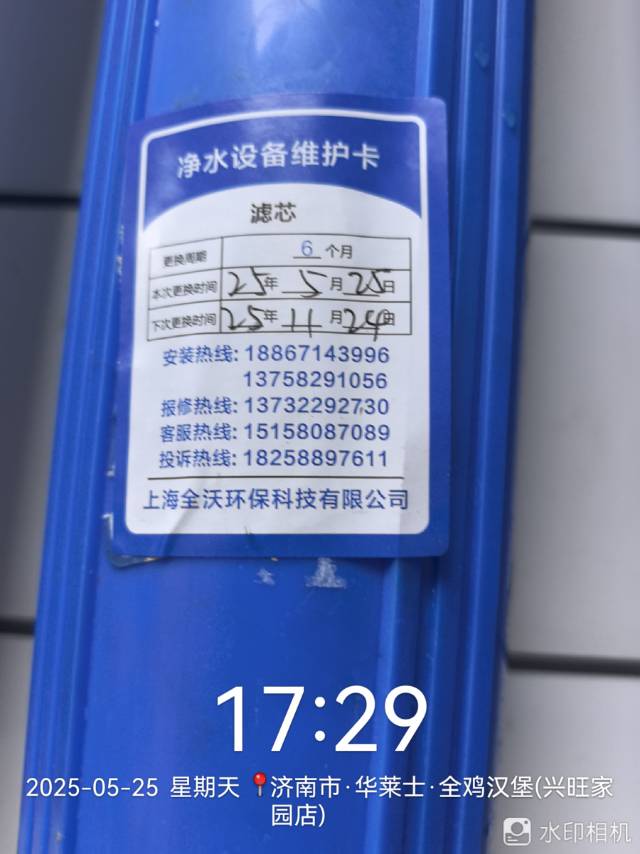 净水设备维护卡
滤芯
更换周期 6 个月
本次更换时间 25年 5月 25日
下次更换时间 25年 11月 24日
安装热线: 18867143996
13758291056
报修热线: 13732292730
客服热线: 15158087089
投诉热线: 18258897611
上海全沃环保科技有限公司
17:29
2025-05-25 星期天 📍济南市·华莱士·全鸡汉堡(兴旺家
园店)
水印相机